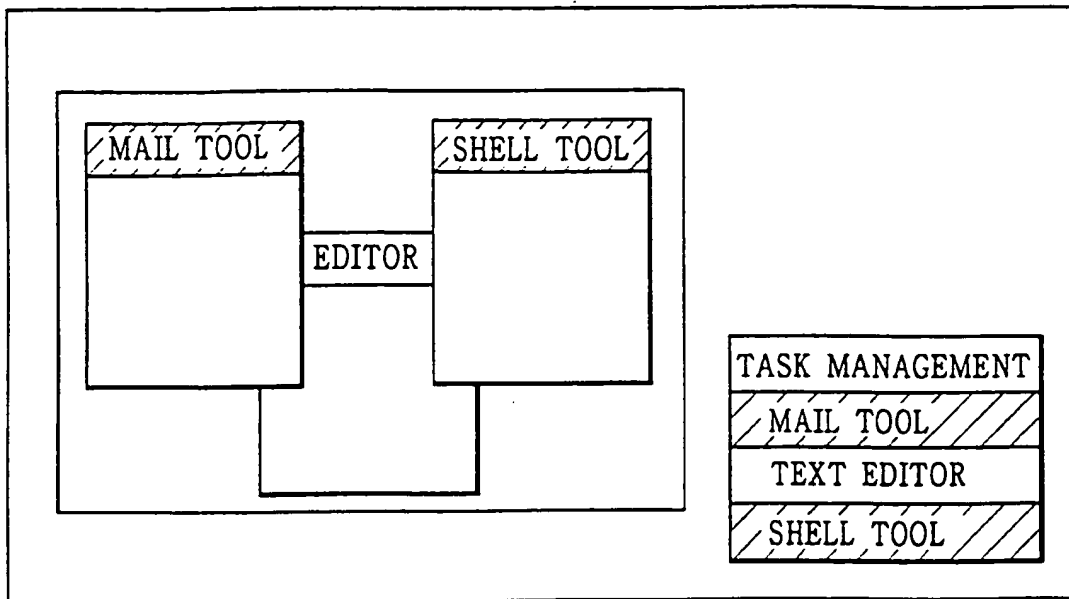 MAIL TOOL
SHELL TOOL
EDITOR
TASK MANAGEMENT
MAIL TOOL
TEXT EDITOR
SHELL TOOL